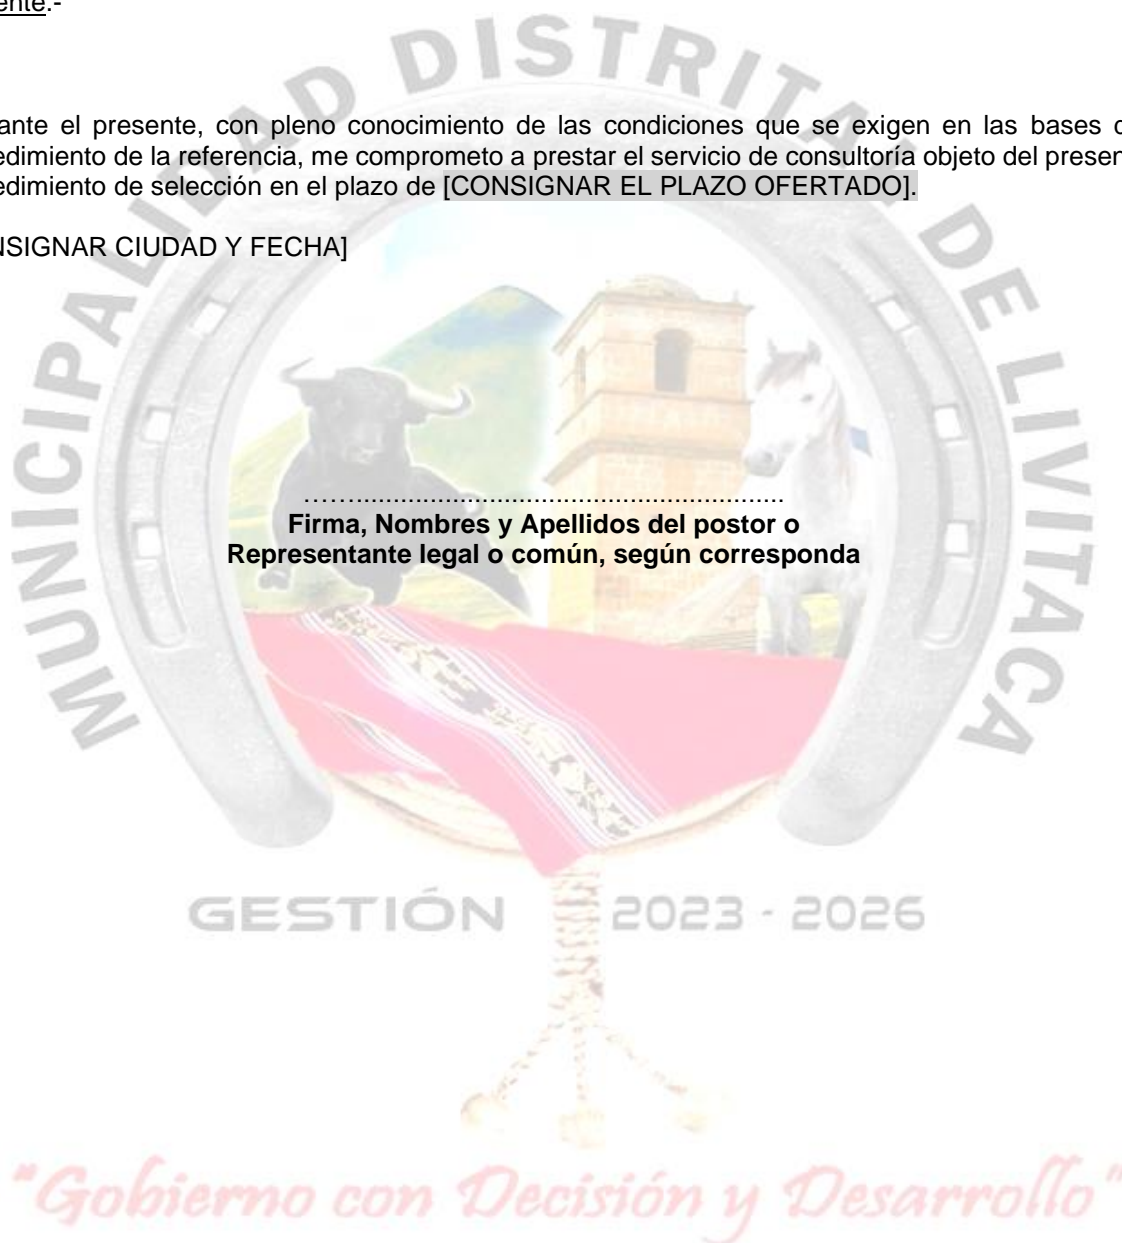 ente.-
ante el presente, con pleno conocimiento de las condiciones que se exigen en las bases d
edimiento de la referencia, me comprometo a prestar el servicio de consultoría objeto del presen
edimiento de selección en el plazo de [CONSIGNAR EL PLAZO OFERTADO].
NSIGNAR CIUDAD Y FECHA]
MUNICIPALIDAD DISTRITAL DE LIVITACA
……..........................................................
Firma, Nombres y Apellidos del postor o
Representante legal o común, según corresponda
GESTIÓN 2023 - 2026
"Gobierno con Decisión y Desarrollo"